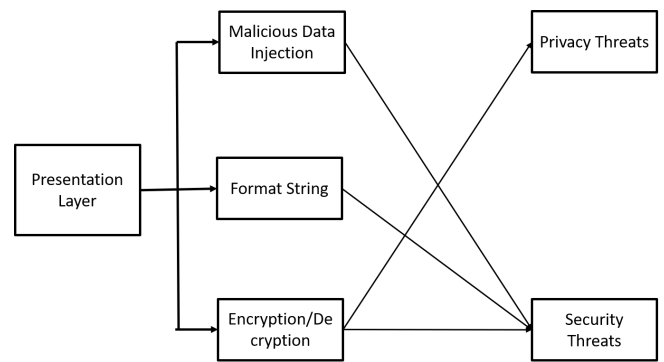 Malicious Data
Injection
Privacy Threats
Presentation
Layer
Format String
Encryption/De
cryption
Security
Threats